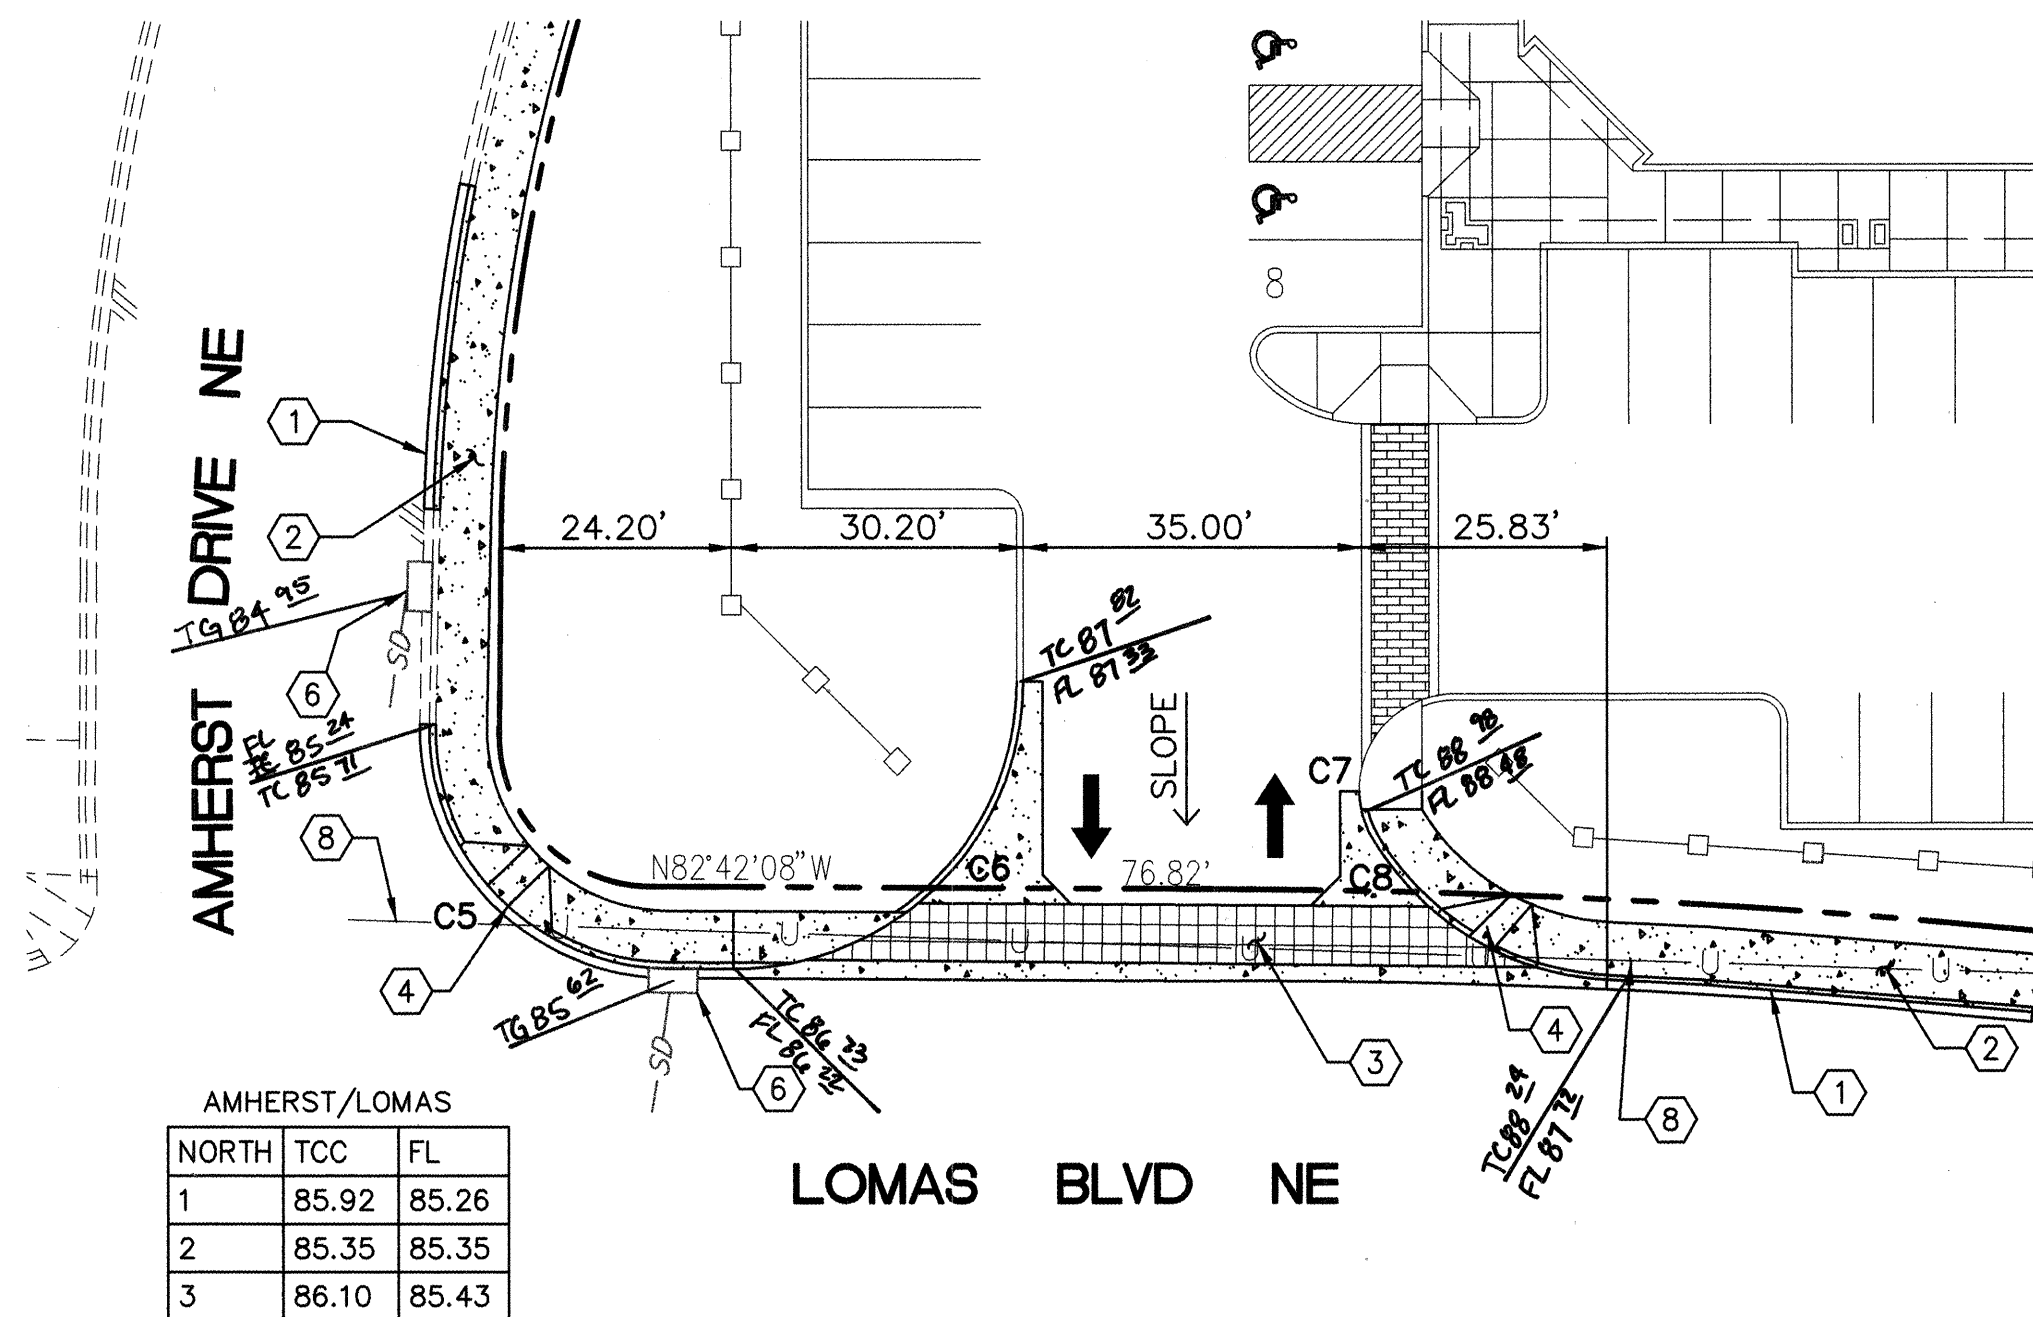 8
24.20'
30.20'
35.00'
25.83'
AMHERST DRIVE NE
1
2
TG 84 95
6
SD
FL 85 24
TC 85 71
8
C5
4
N82°42'08"W
C6
76.82'
TC 87 82
FL 87 33
SLOPE
C7
C8
TC 88 98
FL 88 48
TG 85 62
SD
6
TC 86 73
FL 86 22
3
4
TC 88 24
FL 87 72
8
1
2
LOMAS BLVD NE
AMHERST/LOMAS
NORTH TCC FL
1 85.92 85.26
2 85.35 85.35
3 86.10 85.43